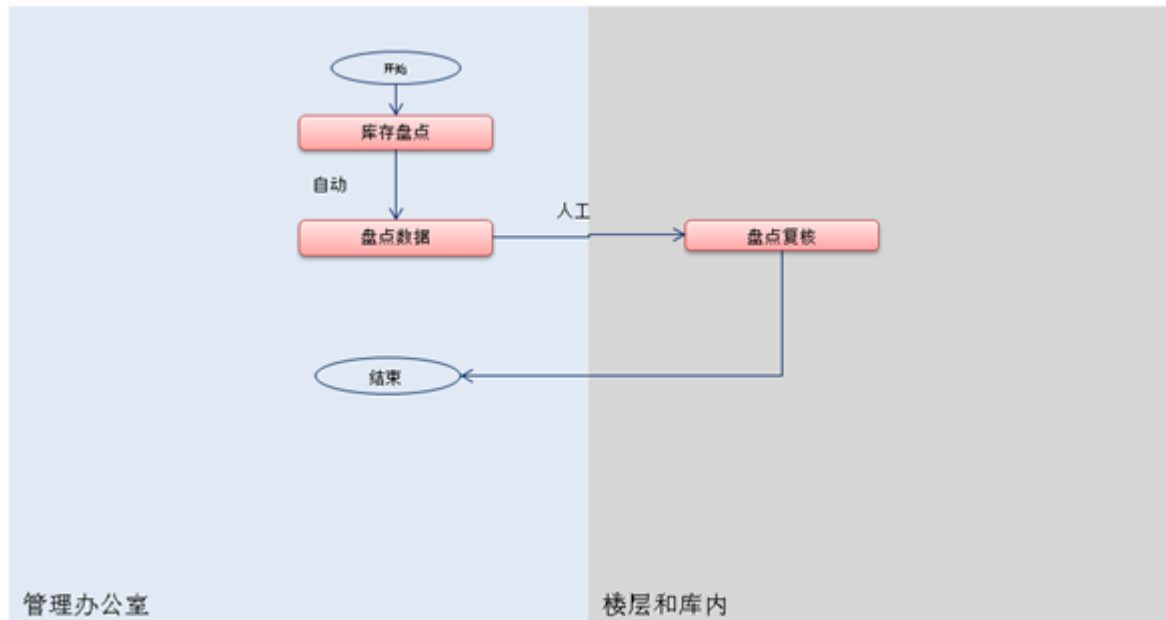 开始
库存盘点
自动
人工
盘点数据
盘点复核
结束
管理办公室
楼层和库内